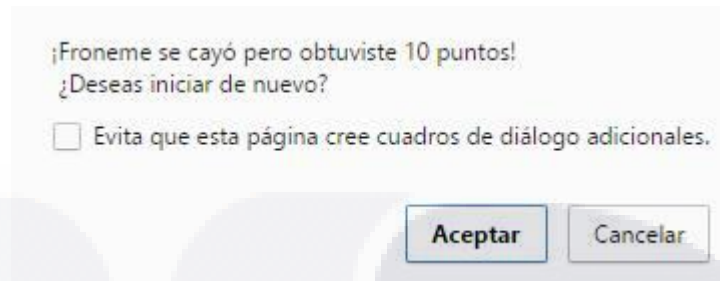 ¡Froneme se cayó pero obtuviste 10 puntos!
¿Deseas iniciar de nuevo?
Evita que esta página cree cuadros de diálogo adicionales.
Aceptar Cancelar